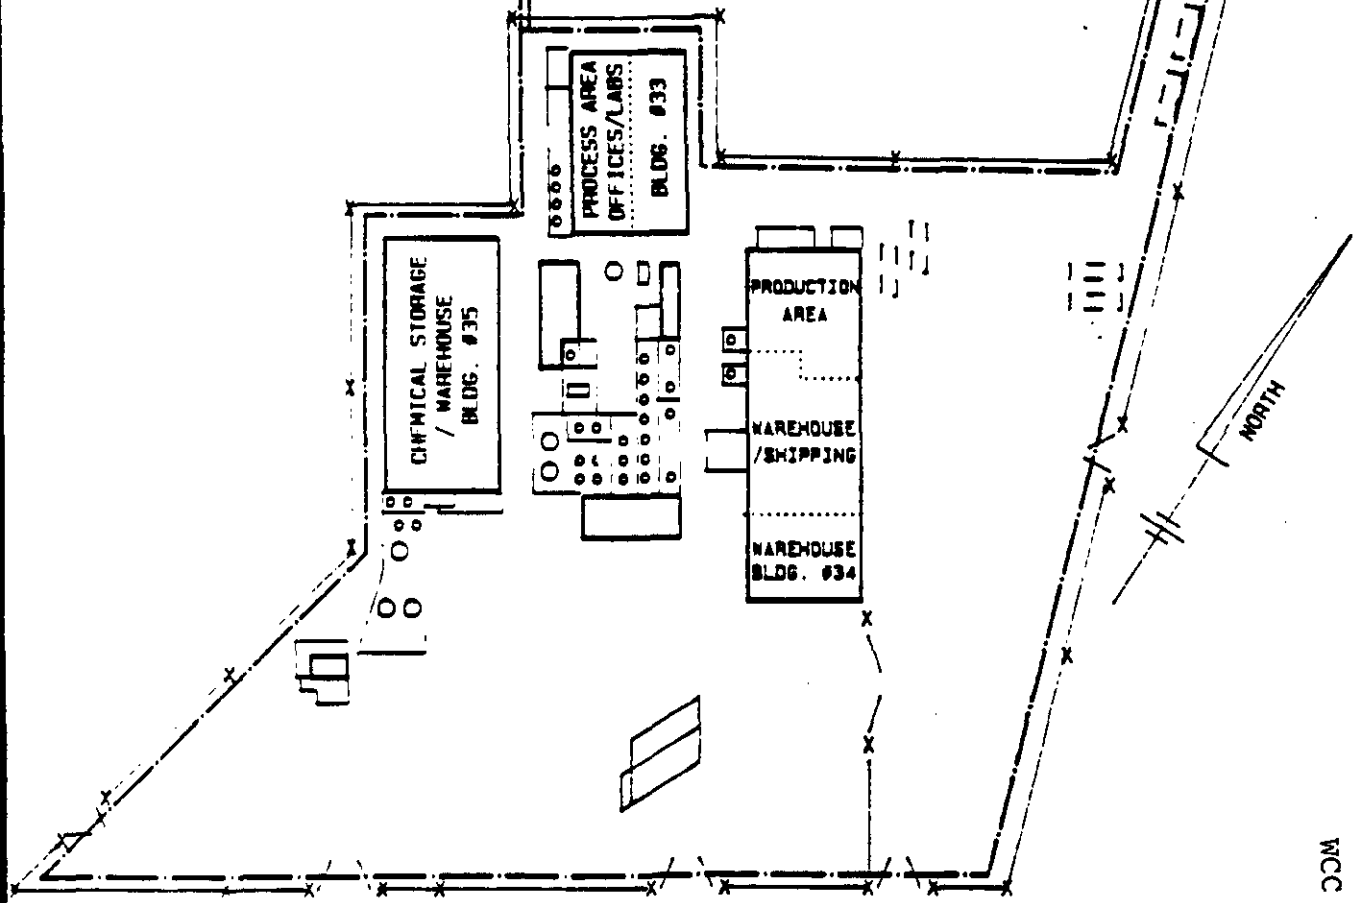 PROCESS AREA
OFFICES/LABS
BLDG. #33
CHEMICAL STORAGE
/ WAREHOUSE
BLDG. #35
PRODUCTION
AREA
WAREHOUSE
/SHIPPING
WAREHOUSE
BLDG. #34
NORTH
WCC